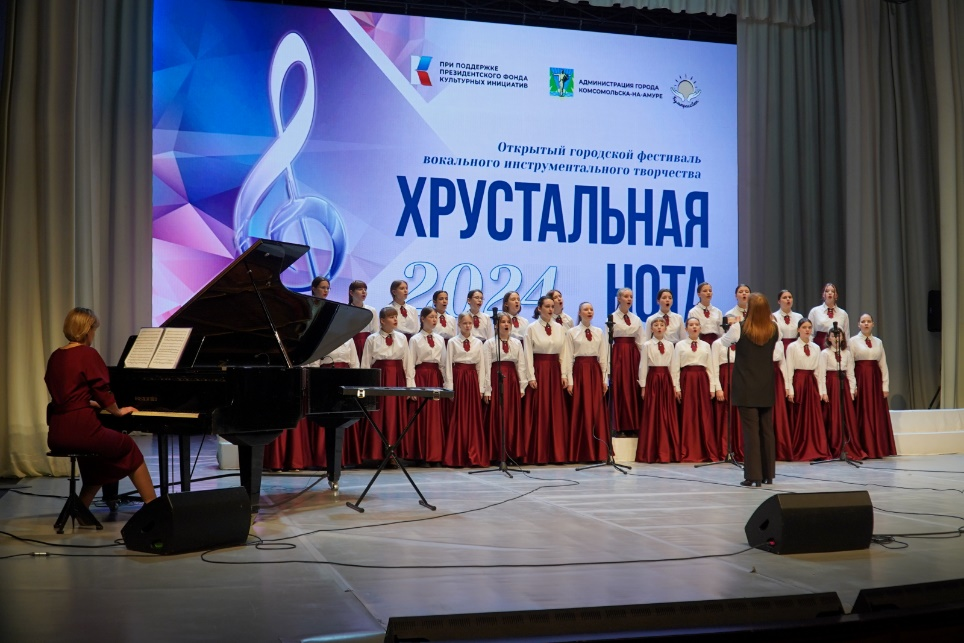 ПРИ ПОДДЕРЖКЕ
ПРЕЗИДЕНТСКОГО ФОНДА
КУЛЬТУРНЫХ ИНИЦИАТИВ
АДМИНИСТРАЦИЯ ГОРОДА
КОМСОМОЛЬСКА-НА-АМУРЕ
Открытый городской фестиваль
вокального инструментального творчества
ХРУСТАЛЬНАЯ
2024 НОТА